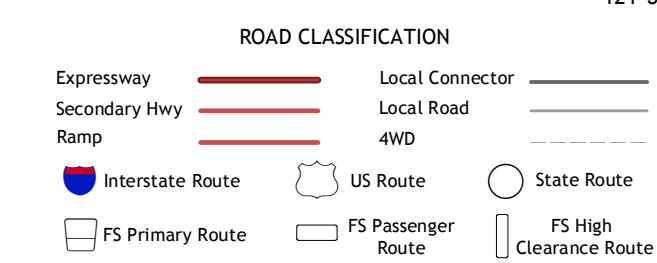 ROAD CLASSIFICATION
Expressway
Local Connector
Secondary Hwy
Local Road
Ramp
4WD
Interstate Route
US Route
State Route
FS Primary Route
FS Passenger
Route
FS High
Clearance Route